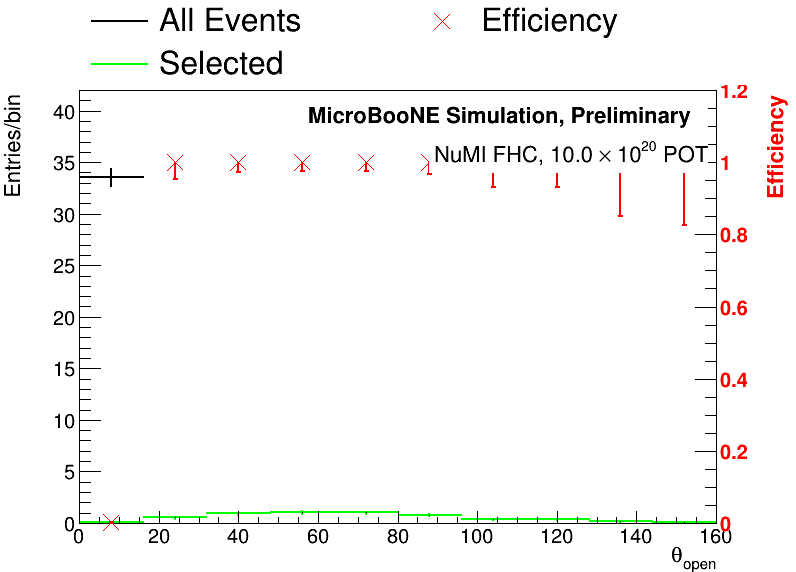 All Events
Efficiency
Selected
Entries/bin
40
35
30
25
20
15
10
5
0
MicroBooNE Simulation, Preliminary
NuMI FHC, 10.0 × 10²⁰ POT
1.2
1
0.8
0.6
0.4
0.2
0
Efficiency
0 20 40 60 80 100 120 140 160
θopen